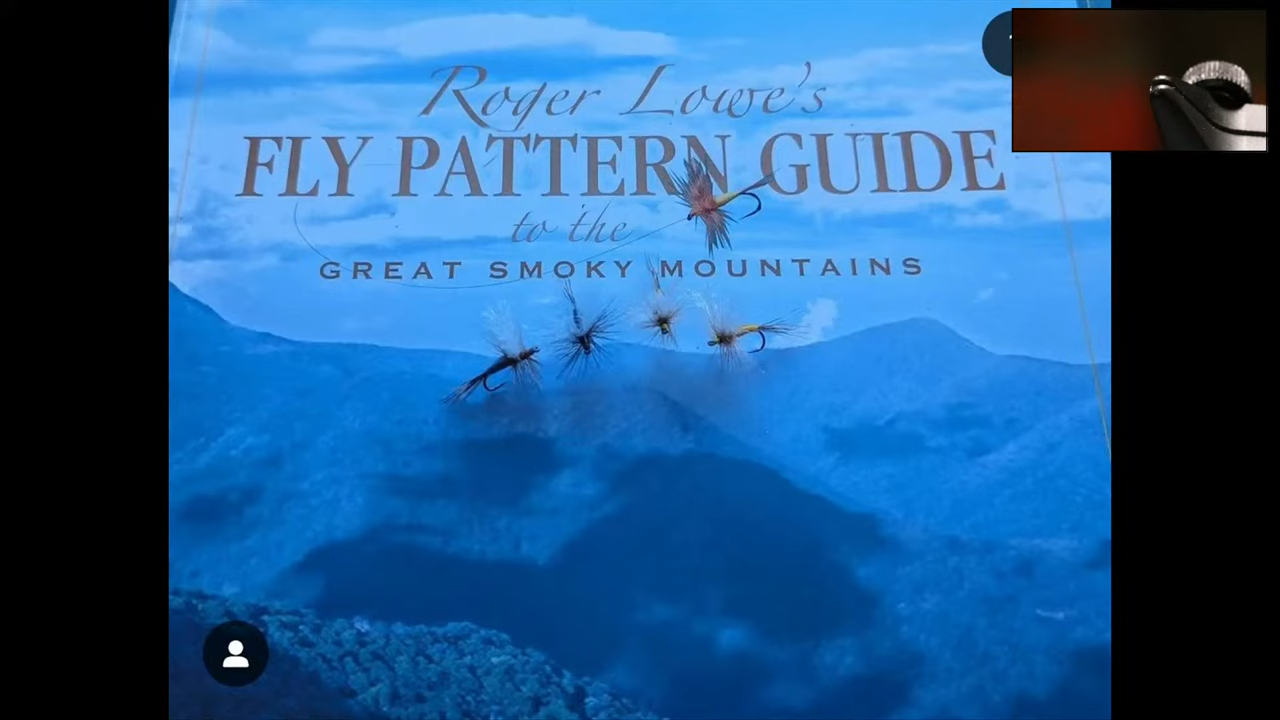 Roger Lowe's
FLY PATTERN GUIDE
to the
GREAT SMOKY MOUNTAINS